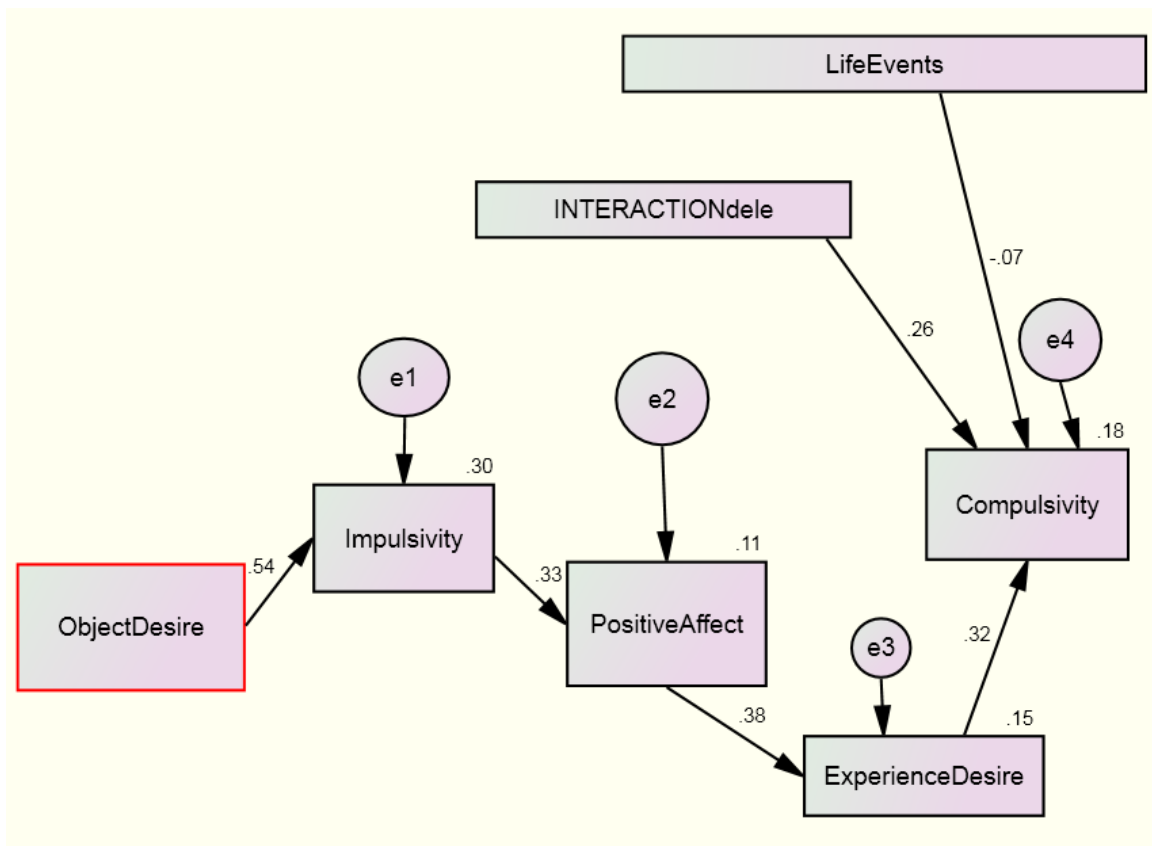 LifeEvents
INTERACTIONdele
-.07
.26
e4
e1
e2
.18
.30
Compulsivity
Impulsivity
.11
.54
.33
ObjectDesire
PositiveAffect
e3
.32
.38
.15
ExperienceDesire